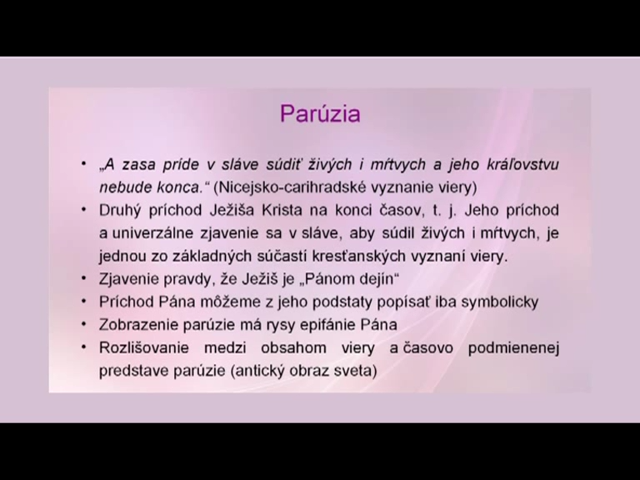 Parúzia
• „A zasa príde v sláve súdiť živých i mŕtvych a jeho kráľovstvu
nebude konca.“ (Nicejsko-carihradské vyznanie viery)
• Druhý príchod Ježiša Krista na konci časov, t. j. Jeho príchod
a univerzálne zjavenie sa v sláve, aby súdil živých i mŕtvych, je
jednou zo základných súčastí kresťanských vyznaní viery.
• Zjavenie pravdy, že Ježiš je „Pánom dejín“
• Príchod Pána môžeme z jeho podstaty popísať iba symbolicky
• Zobrazenie parúzie má rysy epifánie Pána
• Rozlišovanie medzi obsahom viery a časovo podmienenej
predstave parúzie (antický obraz sveta)